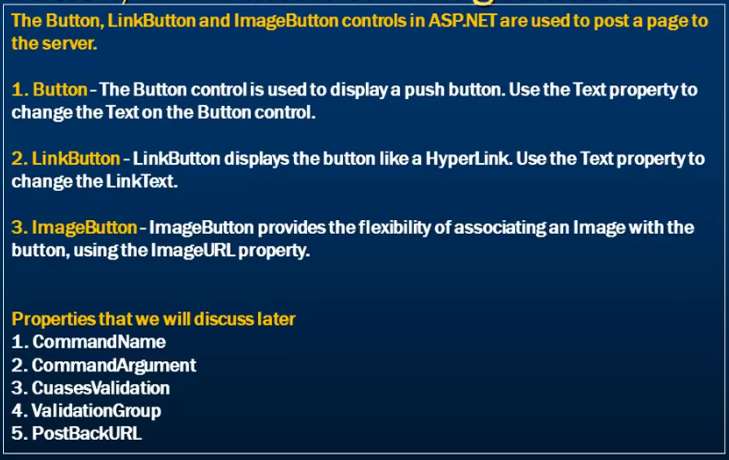 The Button, LinkButton and ImageButton controls in ASP.NET are used to post a page to
the server.
1. Button - The Button control is used to display a push button. Use the Text property to
change the Text on the Button control.
2. LinkButton - LinkButton displays the button like a HyperLink. Use the Text property to
change the LinkText.
3. ImageButton - ImageButton provides the flexibility of associating an Image with the
button, using the ImageURL property.
Properties that we will discuss later
1. CommandName
2. CommandArgument
3. CuasesValidation
4. ValidationGroup
5. PostBackURL